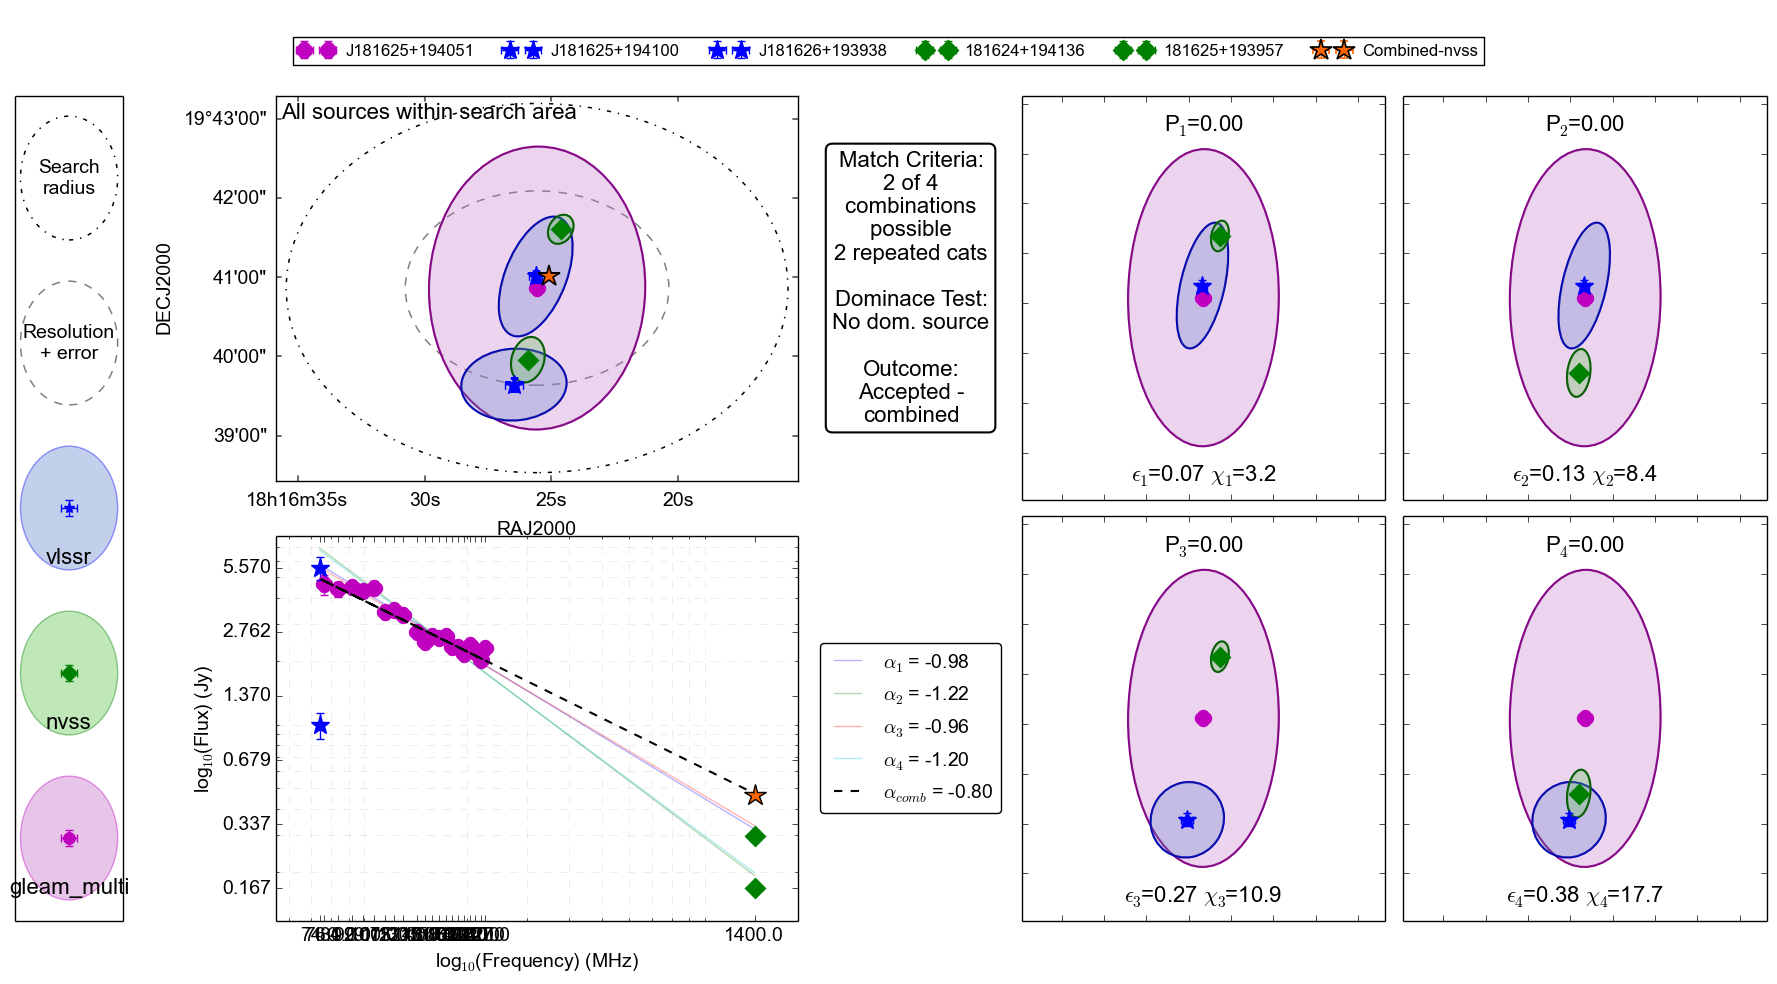 J181625+194051 J181625+194100 J181626+193938 181624+194136 181625+193957 Combined-nvss
Search
radius
Resolution
+ error
vlssr
nvss
gleam_multi
All sources within search area
DECJ2000
19°43'00"
42'00"
41'00"
40'00"
39'00"
18h16m35s 30s 25s 20s
RAJ2000
Match Criteria:
2 of 4
combinations
possible
2 repeated cats
Dominace Test:
No dom. source
Outcome:
Accepted -
combined
log₁₀(Flux) (Jy)
5.570
2.762
1.370
0.679
0.337
0.167
1400.0
log₁₀(Frequency) (MHz)
α₁ = -0.98
α₂ = -1.22
α₃ = -0.96
α₄ = -1.20
α_comb = -0.80
P₁=0.00
ϵ₁=0.07 χ₁=3.2
P₂=0.00
ϵ₂=0.13 χ₂=8.4
P₃=0.00
ϵ₃=0.27 χ₃=10.9
P₄=0.00
ϵ₄=0.38 χ₄=17.7